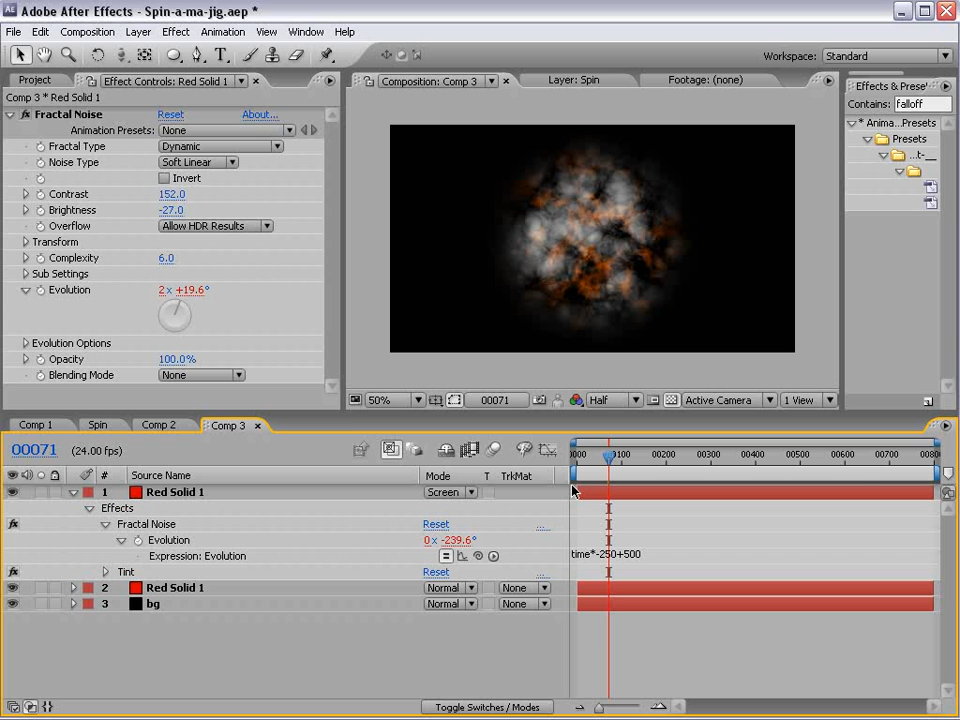 Adobe After Effects - Spin-a-ma-jig.aep *
File Edit Composition Layer Effect Animation View Window Help
Workspace: Standard
Project Effect Controls: Red Solid 1
Composition: Comp 3 Layer: Spin Footage: (none)
Effects & Prese
Comp 3 * Red Solid 1
Contains: falloff
Fractal Noise Reset About...
* Anima...Presets
Animation Presets: None
Presets
Fractal Type Dynamic
...t-__
Noise Type Soft Linear
Invert
Contrast 152.0
Brightness -27.0
Overflow Allow HDR Results
Transform
Complexity 6.0
Sub Settings
Evolution 2 x +19.6°
Evolution Options
Opacity 100.0%
Blending Mode None
50% 00071 Half Active Camera 1 View
Comp 1 Spin Comp 2 Comp 3
00071 (24.00 fps)
0000 0100 00200 00300 00400 00500 00600 00700 0080
# Source Name Mode T TrkMat
1 Red Solid 1 Screen
Effects
Fractal Noise Reset ...
Evolution 0 x -239.6°
Expression: Evolution time*-250+500
Tint Reset ...
2 Red Solid 1 Normal None
3 bg Normal None
Toggle Switches / Modes